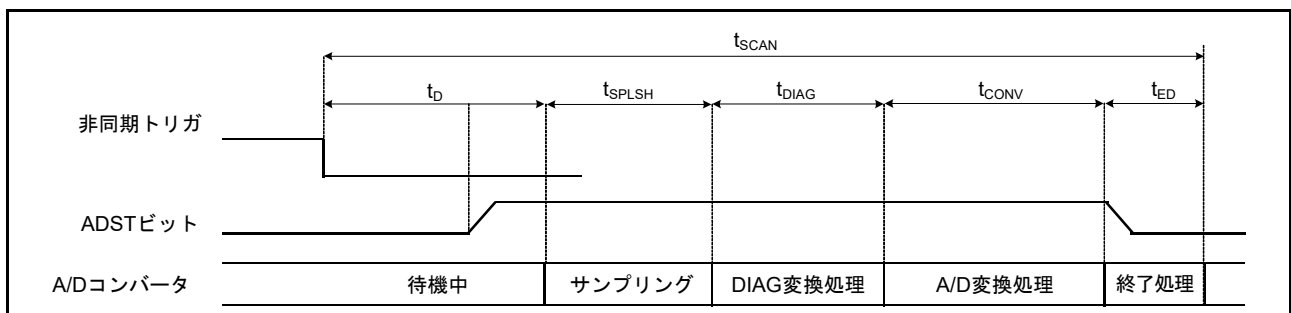 tSCAN
tD tSPLSH tDIAG tCONV tED
非同期トリガ
ADSTビット
A/Dコンバータ 待機中 サンプリング DIAG変換処理 A/D変換処理 終了処理